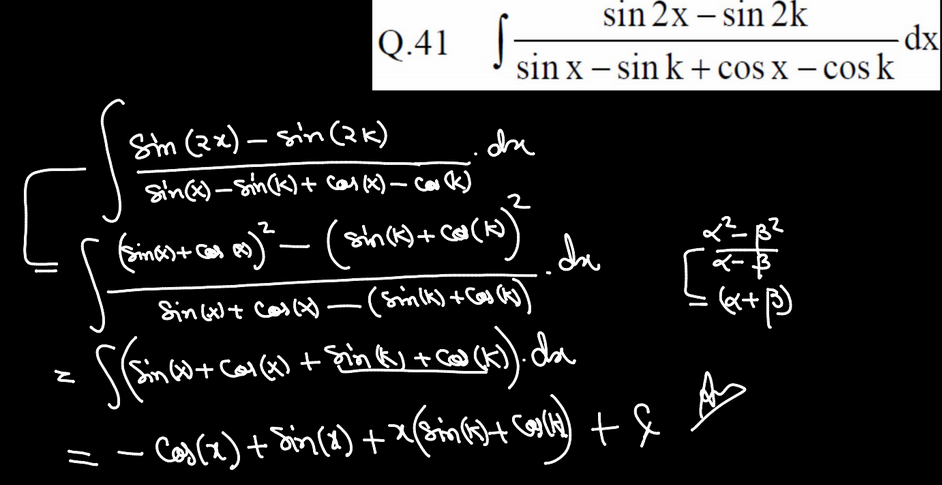 Q.41 ∫ (sin 2x – sin 2k)/(sin x – sin k + cos x – cos k) dx
∫ (Sin(2x) – sin(2k))/(Sin(x) – Sin(k) + cos(x) – cos(k)) . dx
= ∫ ((Sin(x) + cos(x))² – (sin(k) + cos(k))²)/(Sin(x) + cos(x) – (sin(k) + cos(k))) . dx
(α² – β²)/(α – β)
= (α + β)
= ∫ (Sin(x) + cos(x) + Sin(k) + cos(k)) . dx
= – Cos(x) + Sin(x) + x(Sin(k) + cos(k)) + C Ans